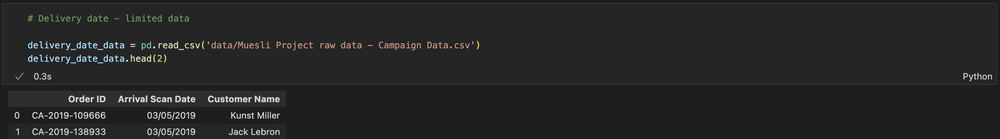 # Delivery date – limited data
delivery_date_data = pd.read_csv('data/Muesli Project raw data – Campaign Data.csv')
delivery_date_data.head(2)
0.3s
Python
Order ID Arrival Scan Date Customer Name
0 CA-2019-109666 03/05/2019 Kunst Miller
1 CA-2019-138933 03/05/2019 Jack Lebron